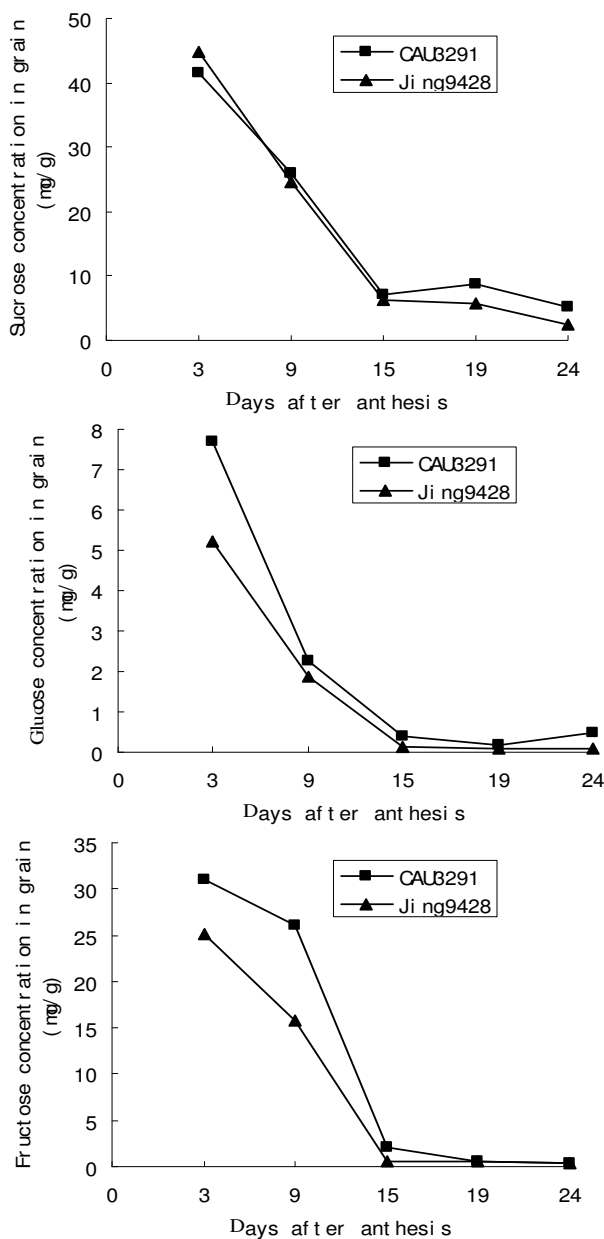 50
40
30
20
10
0
Sucrose concentration in grain
(mg/g)
CAU3291
Jing9428
0 3 9 15 19 24
Days after anthesis
8
7
6
5
4
3
2
1
0
Glucose concentration in grain
(mg/g)
CAU3291
Jing9428
0 3 9 15 19 24
Days after anthesis
35
30
25
20
15
10
5
0
Fructose concentration in grain
(mg/g)
CAU3291
Jing9428
0 3 9 15 19 24
Days after anthesis